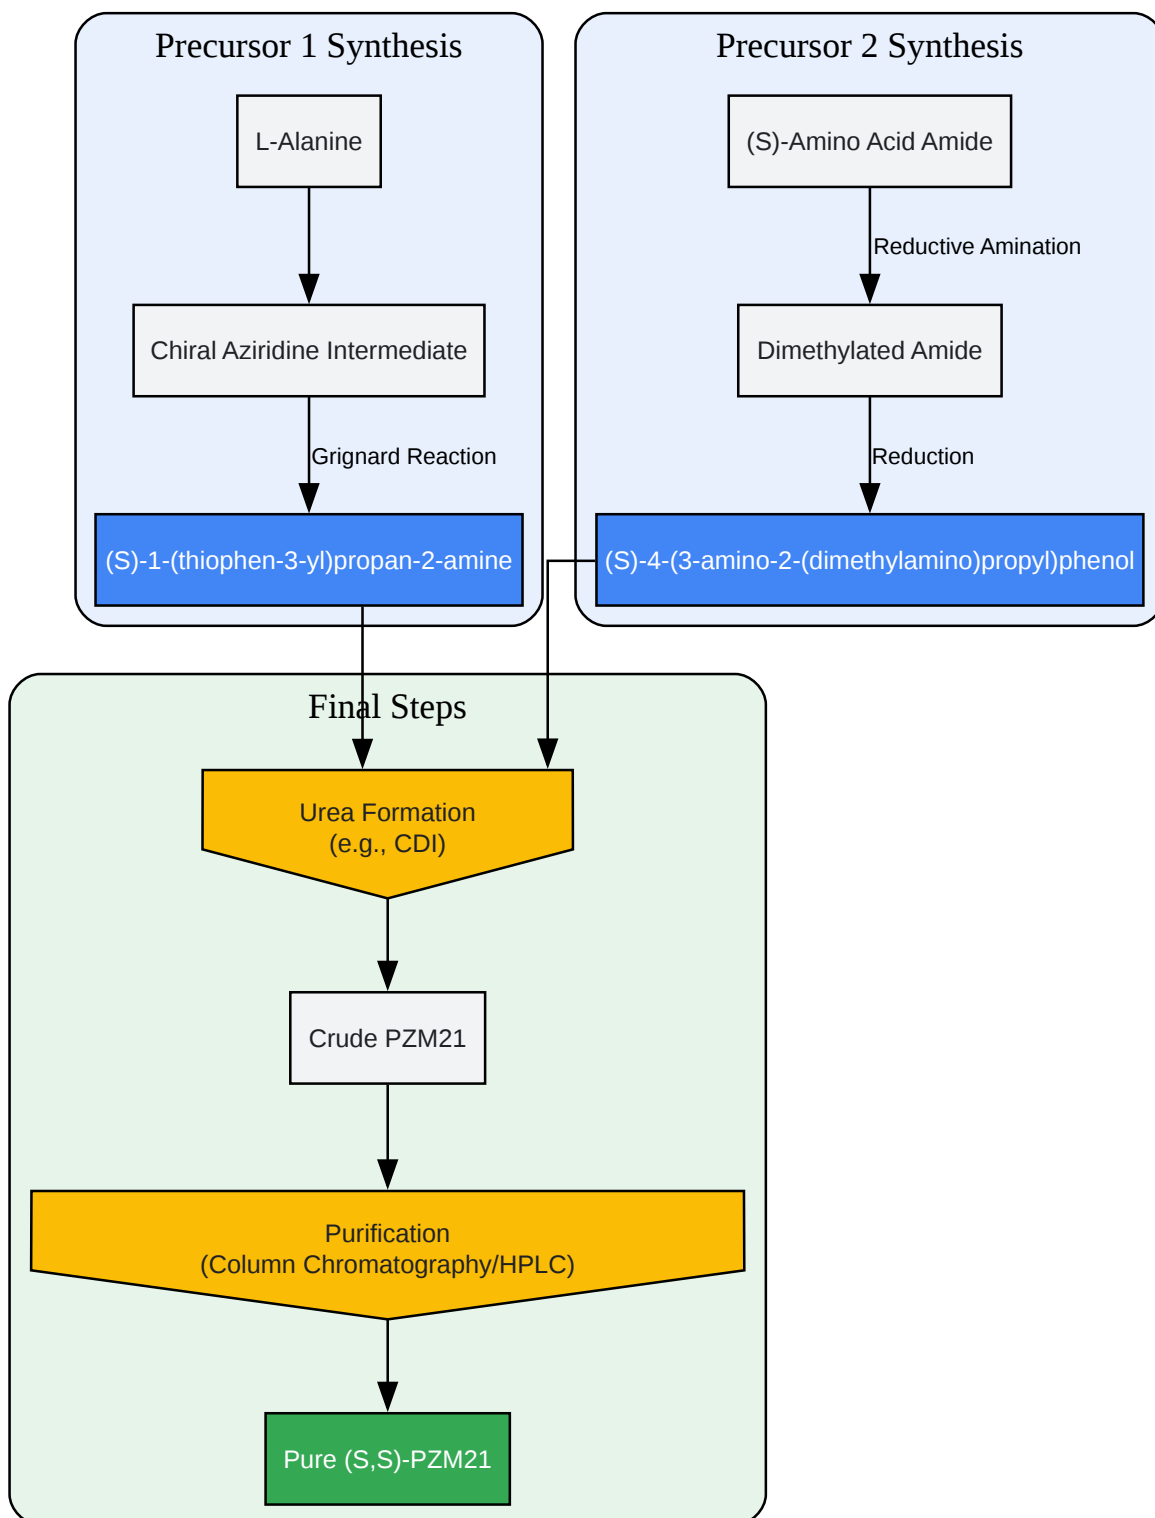 Precursor 1 Synthesis
L-Alanine
Chiral Aziridine Intermediate
Grignard Reaction
(S)-1-(thiophen-3-yl)propan-2-amine
Precursor 2 Synthesis
(S)-Amino Acid Amide
Reductive Amination
Dimethylated Amide
Reduction
(S)-4-(3-amino-2-(dimethylamino)propyl)phenol
Final Steps
Urea Formation
(e.g., CDI)
Crude PZM21
Purification
(Column Chromatography/HPLC)
Pure (S,S)-PZM21